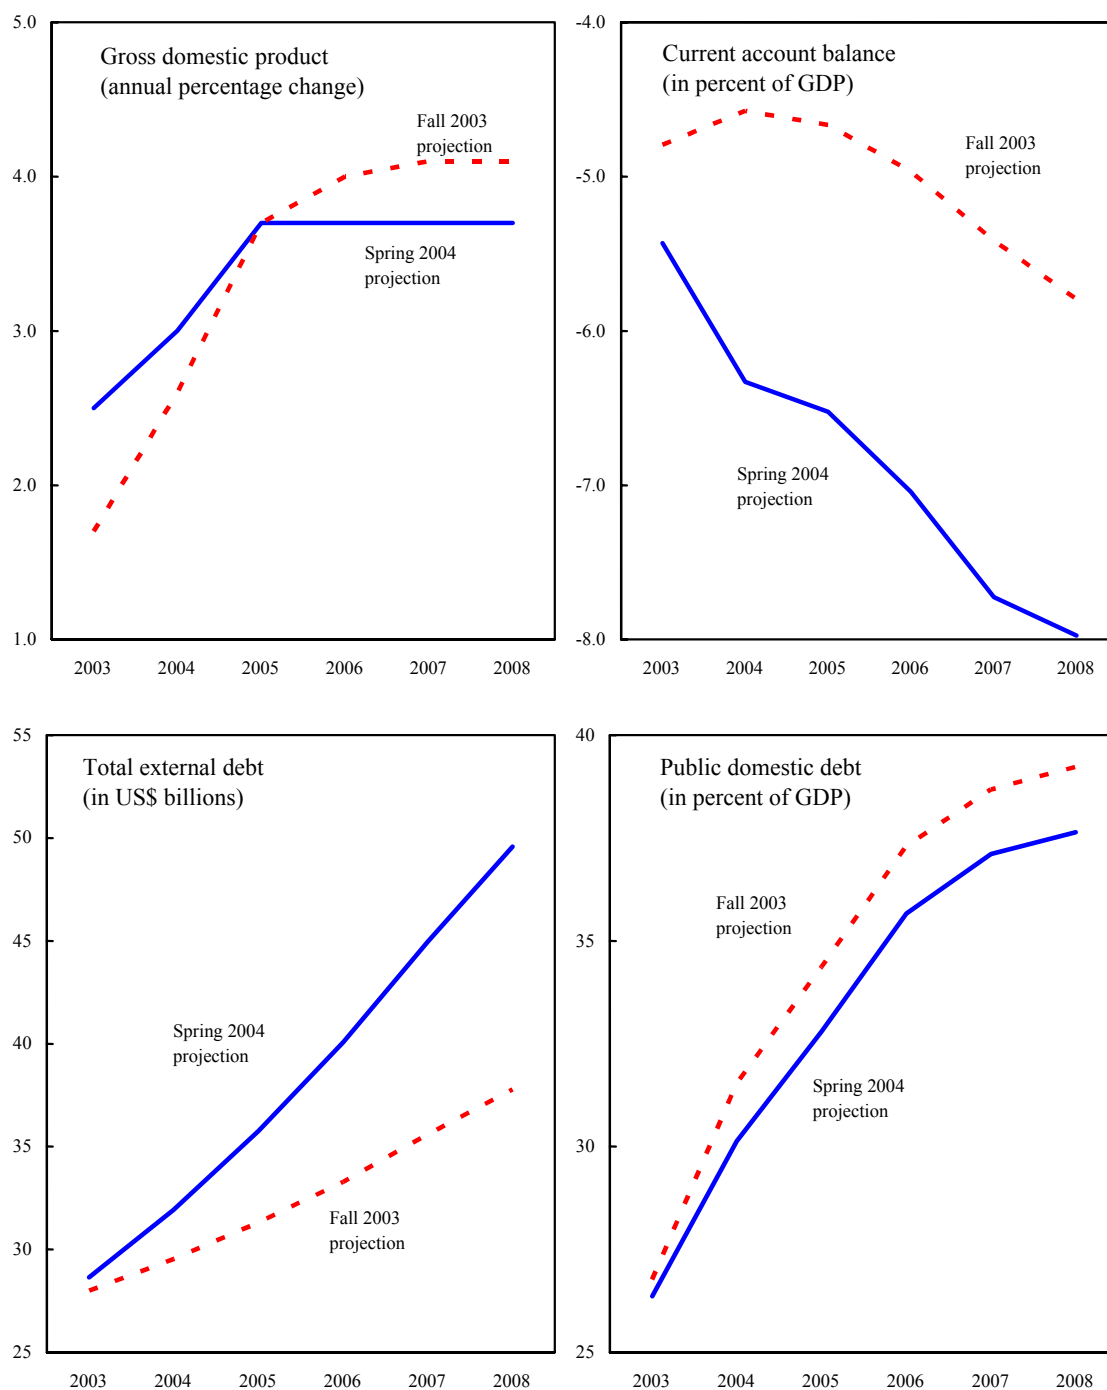 Gross domestic product
(annual percentage change)
5.0
4.0
3.0
2.0
1.0
Fall 2003
projection
Spring 2004
projection
2003 2004 2005 2006 2007 2008
Current account balance
(in percent of GDP)
-4.0
-5.0
-6.0
-7.0
-8.0
Fall 2003
projection
Spring 2004
projection
2003 2004 2005 2006 2007 2008
Total external debt
(in US$ billions)
55
50
45
40
35
30
25
Spring 2004
projection
Fall 2003
projection
2003 2004 2005 2006 2007 2008
Public domestic debt
(in percent of GDP)
40
35
30
25
Fall 2003
projection
Spring 2004
projection
2003 2004 2005 2006 2007 2008